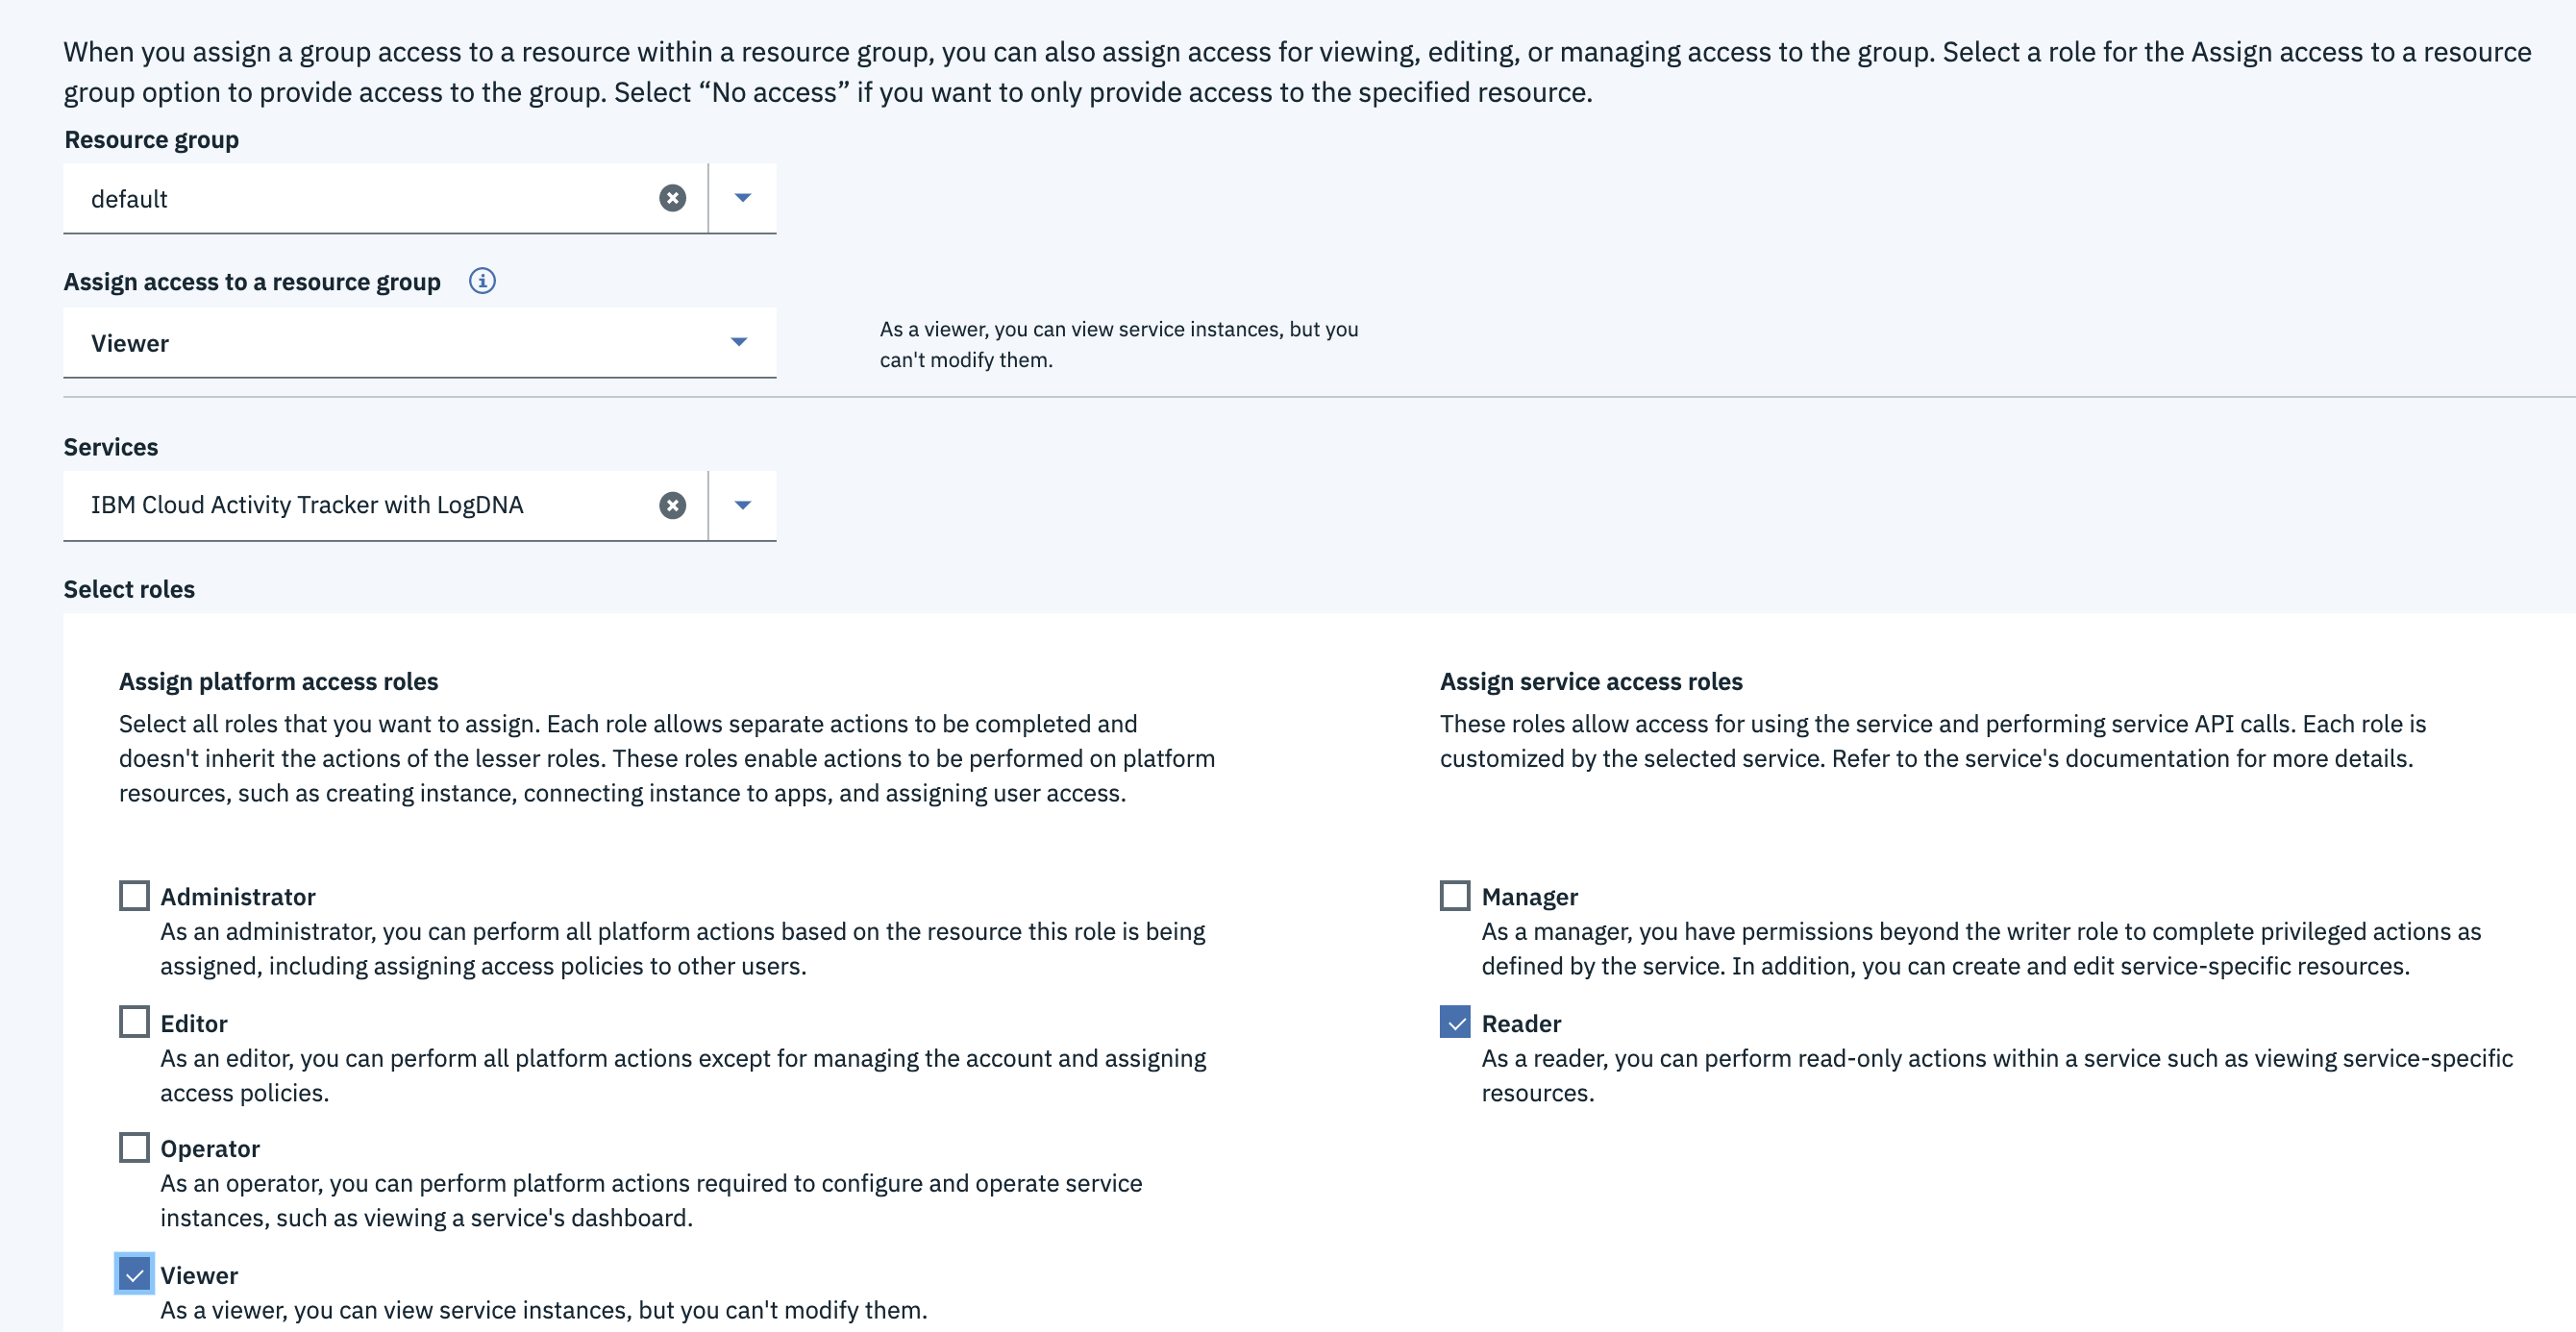 When you assign a group access to a resource within a resource group, you can also assign access for viewing, editing, or managing access to the group. Select a role for the Assign access to a resource
group option to provide access to the group. Select “No access” if you want to only provide access to the specified resource.
Resource group
default
Assign access to a resource group
Viewer
As a viewer, you can view service instances, but you
can't modify them.
Services
IBM Cloud Activity Tracker with LogDNA
Select roles
Assign platform access roles
Select all roles that you want to assign. Each role allows separate actions to be completed and
doesn't inherit the actions of the lesser roles. These roles enable actions to be performed on platform
resources, such as creating instance, connecting instance to apps, and assigning user access.
Administrator
As an administrator, you can perform all platform actions based on the resource this role is being
assigned, including assigning access policies to other users.
Editor
As an editor, you can perform all platform actions except for managing the account and assigning
access policies.
Operator
As an operator, you can perform platform actions required to configure and operate service
instances, such as viewing a service's dashboard.
Viewer
As a viewer, you can view service instances, but you can't modify them.
Assign service access roles
These roles allow access for using the service and performing service API calls. Each role is
customized by the selected service. Refer to the service's documentation for more details.
Manager
As a manager, you have permissions beyond the writer role to complete privileged actions as
defined by the service. In addition, you can create and edit service-specific resources.
Reader
As a reader, you can perform read-only actions within a service such as viewing service-specific
resources.